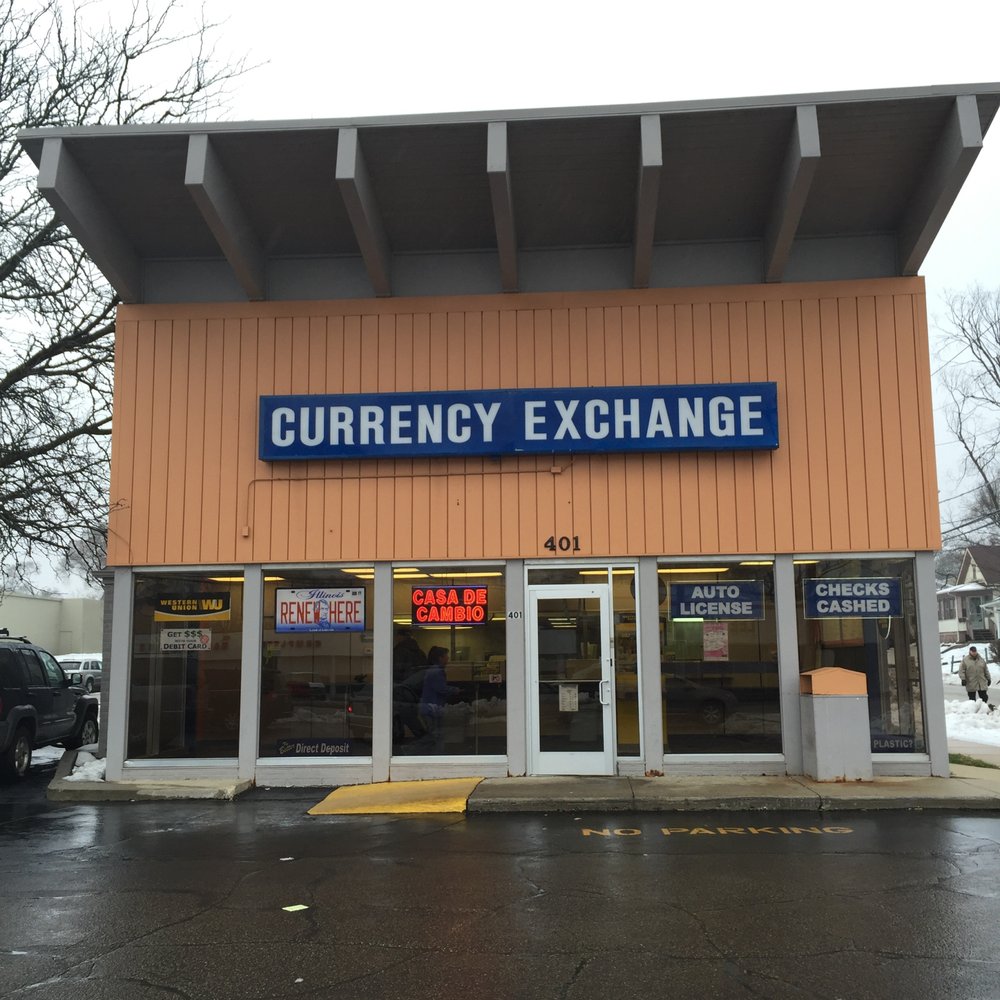 CURRENCY EXCHANGE
401
WESTERN UNION WU
GET $$$
DEBIT CARD
Illinois
RENEW HERE
CASA DE
CAMBIO
401
AUTO
LICENSE
CHECKS
CASHED
Direct Deposit
PLASTIC?
NO PARKING